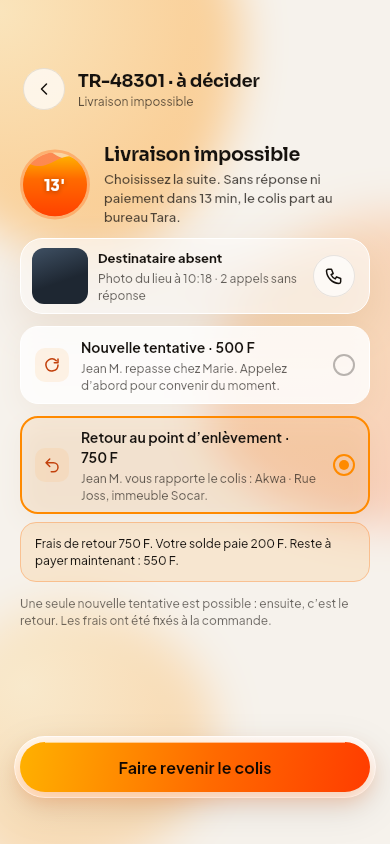 TR-48301 · à décider
Livraison impossible
13'
Livraison impossible
Choisissez la suite. Sans réponse ni
paiement dans 13 min, le colis part au
bureau Tara.
Destinataire absent
Photo du lieu à 10:18 · 2 appels sans
réponse
Nouvelle tentative · 500 F
Jean M. repasse chez Marie. Appelez
d’abord pour convenir du moment.
Retour au point d’enlèvement ·
750 F
Jean M. vous rapporte le colis : Akwa · Rue
Joss, immeuble Socar.
Frais de retour 750 F. Votre solde paie 200 F. Reste à
payer maintenant : 550 F.
Une seule nouvelle tentative est possible : ensuite, c’est le
retour. Les frais ont été fixés à la commande.
Faire revenir le colis